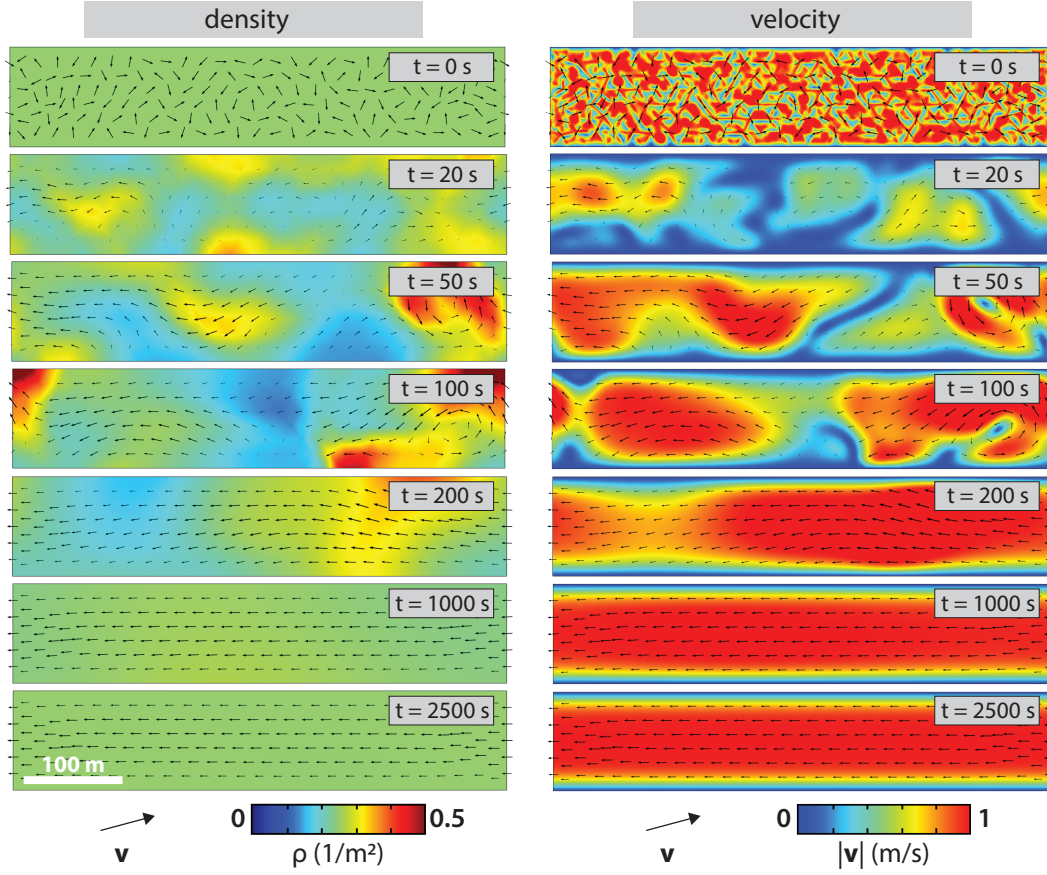 density
velocity
t = 0 s
t = 0 s
t = 20 s
t = 20 s
t = 50 s
t = 50 s
t = 100 s
t = 100 s
t = 200 s
t = 200 s
t = 1000 s
t = 1000 s
t = 2500 s
t = 2500 s
100 m
v
0
0.5
ρ (1/m²)
v
0
1
|v| (m/s)